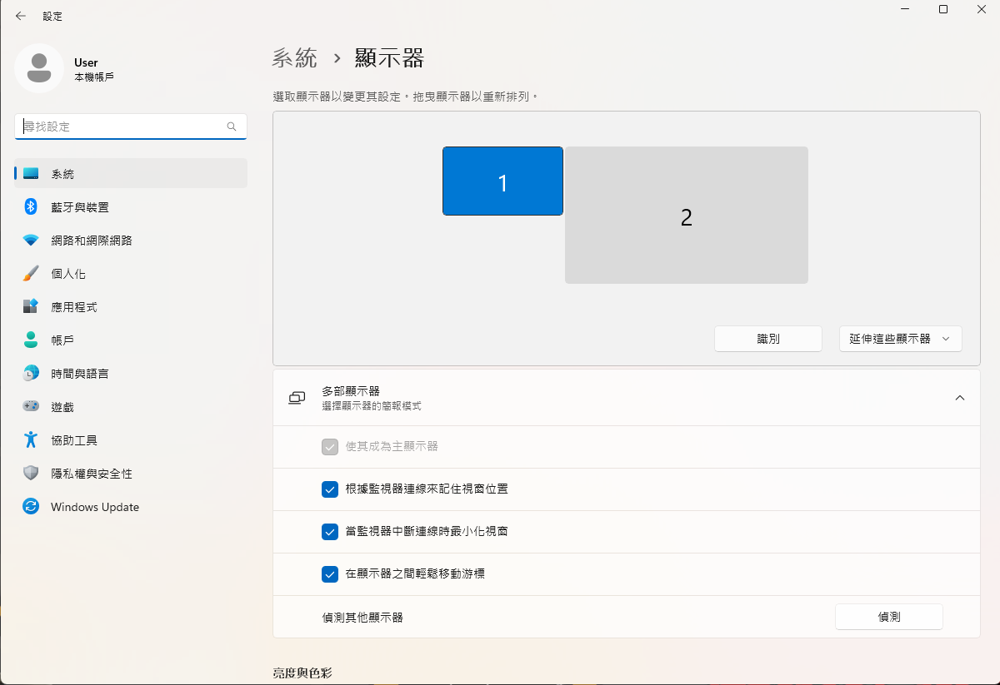 設定
User
本機帳戶
尋找設定
系統
藍牙與裝置
網路和網際網路
個人化
應用程式
帳戶
時間與語言
遊戲
協助工具
隱私權與安全性
Windows Update
系統 › 顯示器
選取顯示器以變更其設定。拖曳顯示器以重新排列。
1
2
識別
延伸這些顯示器
多部顯示器
選擇顯示器的簡報模式
使其成為主顯示器
根據監視器連線來記住視窗位置
當監視器中斷連線時最小化視窗
在顯示器之間輕鬆移動游標
偵測其他顯示器
偵測
亮度與色彩